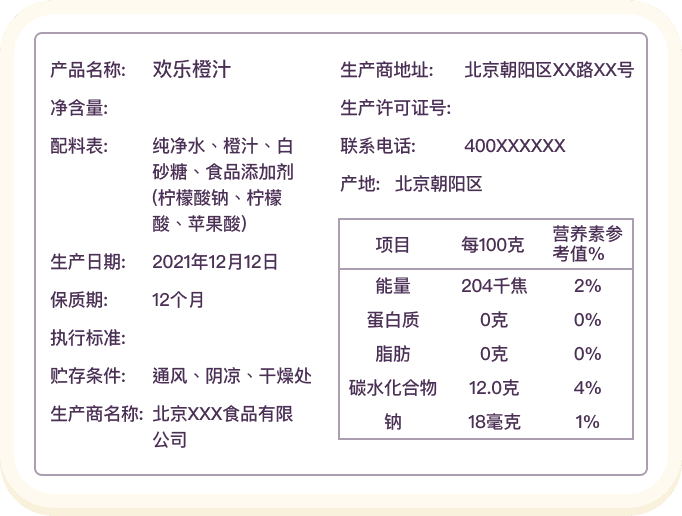 产品名称: 欢乐橙汁
净含量:
配料表: 纯净水、橙汁、白
砂糖、食品添加剂
(柠檬酸钠、柠檬
酸、苹果酸)
生产日期: 2021年12月12日
保质期: 12个月
执行标准:
贮存条件: 通风、阴凉、干燥处
生产商名称: 北京XXX食品有限
公司
生产商地址: 北京朝阳区XX路XX号
生产许可证号:
联系电话: 400XXXXXX
产地: 北京朝阳区
项目 每100克 营养素参
考值%
能量 204千焦 2%
蛋白质 0克 0%
脂肪 0克 0%
碳水化合物 12.0克 4%
钠 18毫克 1%